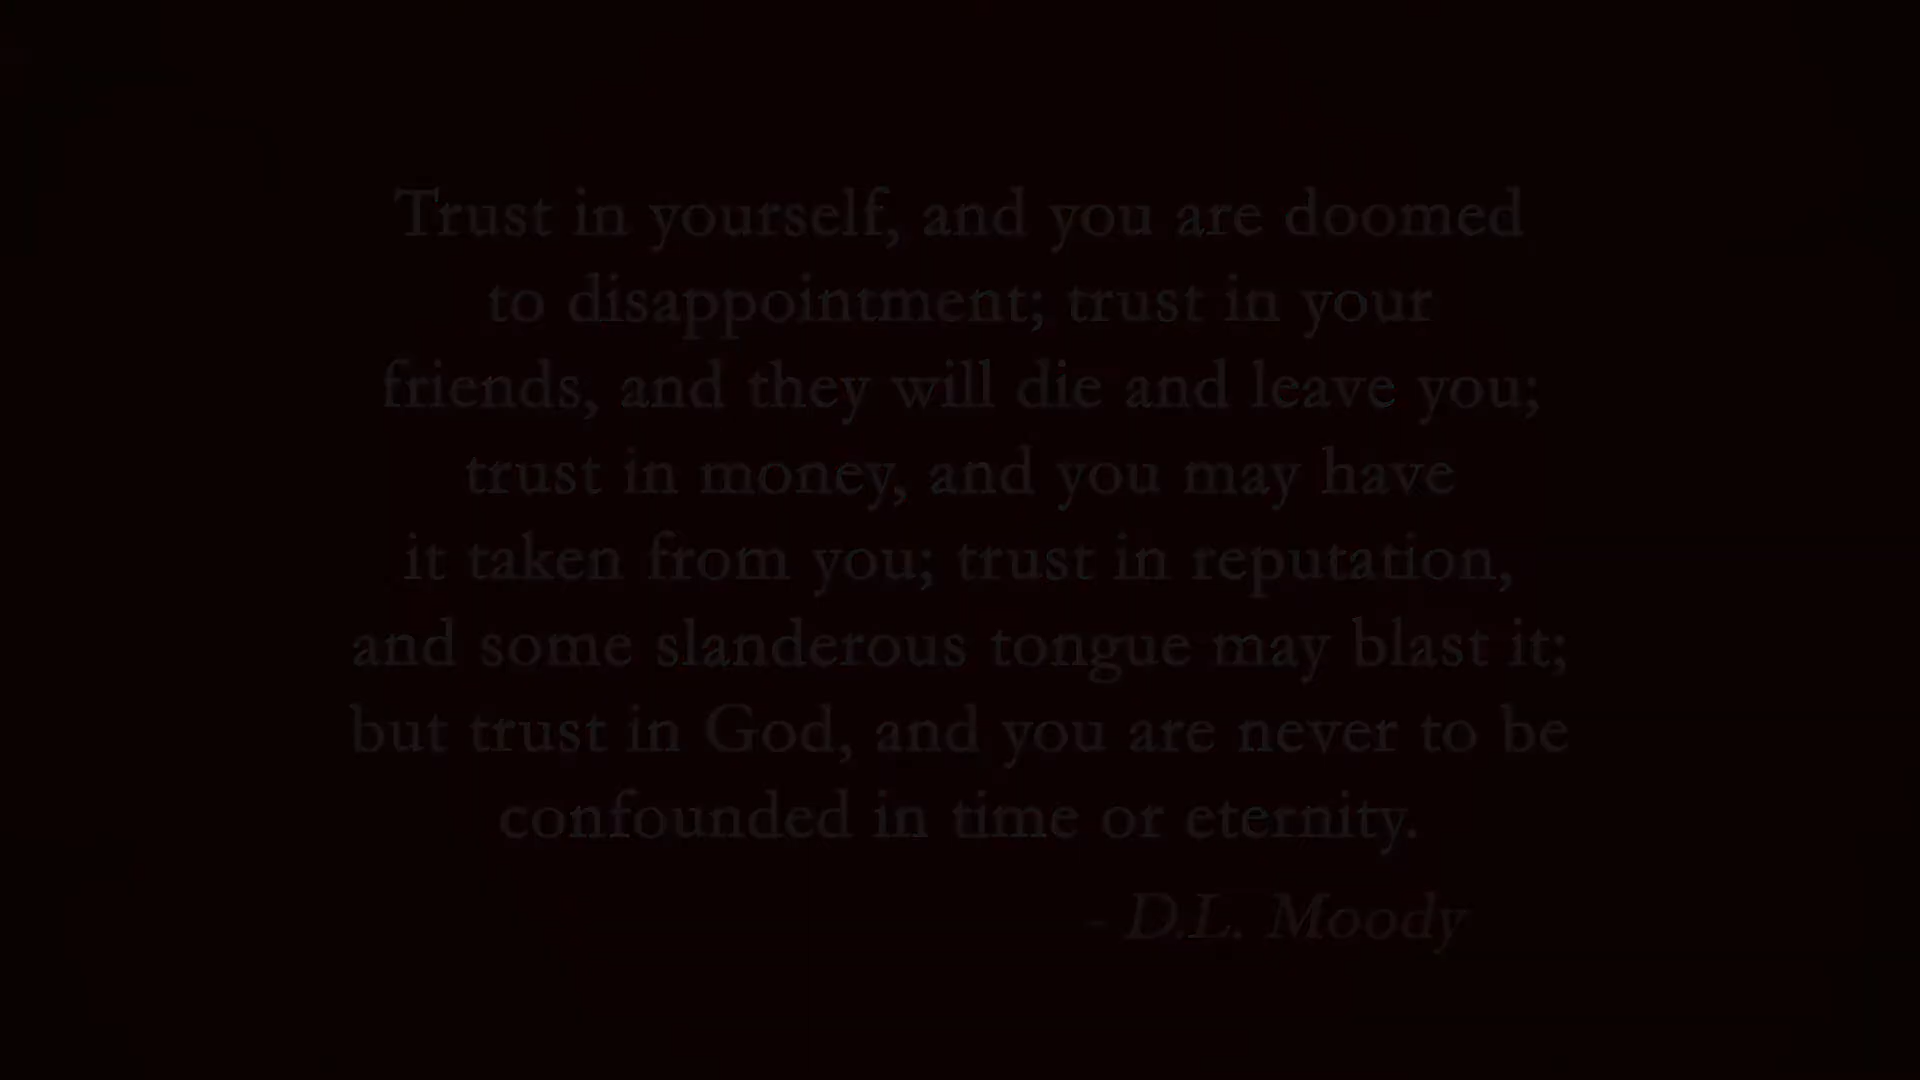 Trust in yourself, and you are doomed
to disappointment; trust in your
friends, and they will die and leave you;
trust in money, and you may have
it taken from you; trust in reputation,
and some slanderous tongue may blast it;
but trust in God, and you are never to be
confounded in time or eternity.
- D.L. Moody